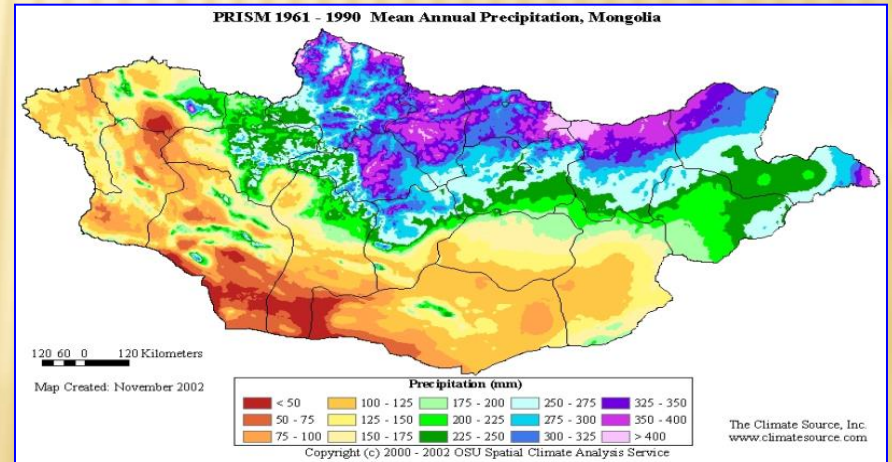 PRISM 1961 - 1990 Mean Annual Precipitation, Mongolia
120 60 0 120 Kilometers
Map Created: November 2002
Precipitation (mm)
< 50 100 - 125 175 - 200 250 - 275 325 - 350
50 - 75 125 - 150 200 - 225 275 - 300 350 - 400
75 - 100 150 - 175 225 - 250 300 - 325 > 400
The Climate Source, Inc.
www.climatesource.com
Copyright (c) 2000 - 2002 OSU Spatial Climate Analysis Service